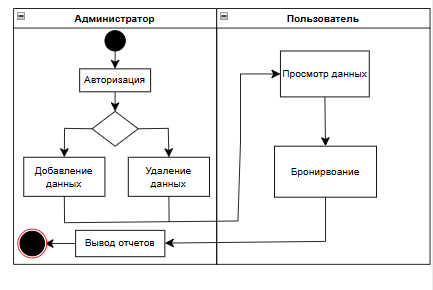 Администратор
Пользователь
Авторизация
Просмотр данных
Добавление
данных
Удаление
данных
Бронирвоание
Вывод отчетов